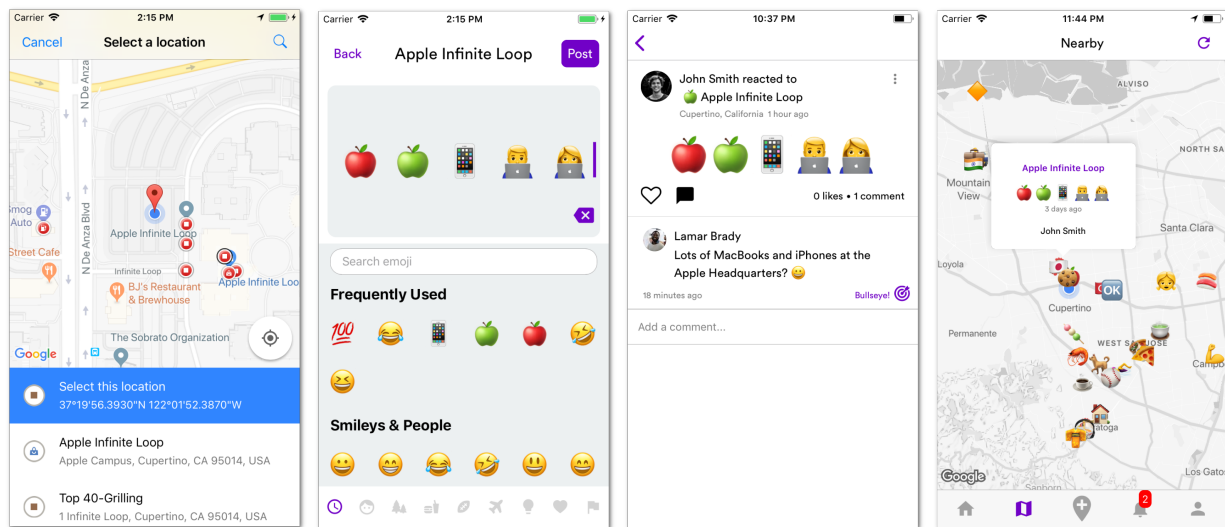 Carrier 2:15 PM
Cancel Select a location
N De Anza
N De Anza Blvd
Smog
Auto
Apple Infinite Loop
Street Cafe
Infinite Loop
BJ's Restaurant
& Brewhouse
Apple Infinite Loo
The Sobrato Organization
Google
Select this location
37°19'56.3930"N 122°01'52.3870"W
Apple Infinite Loop
Apple Campus, Cupertino, CA 95014, USA
Top 40-Grilling
1 Infinite Loop, Cupertino, CA 95014, USA
Carrier 2:15 PM
Back Apple Infinite Loop Post
Search emoji
Frequently Used
100
Smileys & People
Carrier 10:37 PM
John Smith reacted to
Apple Infinite Loop
Cupertino, California 1 hour ago
0 likes • 1 comment
Lamar Brady
Lots of MacBooks and iPhones at the
Apple Headquarters?
18 minutes ago Bullseye!
Add a comment...
Carrier 11:44 PM
Nearby
ALVISO
NORTH SA
Mountain
View
Apple Infinite Loop
3 days ago
John Smith
Santa Clara
Loyola
OK
Cupertino
Permanente
WEST SAN JOSE
Campb
Saratoga
Google
Sanborn
Los Gatos
2